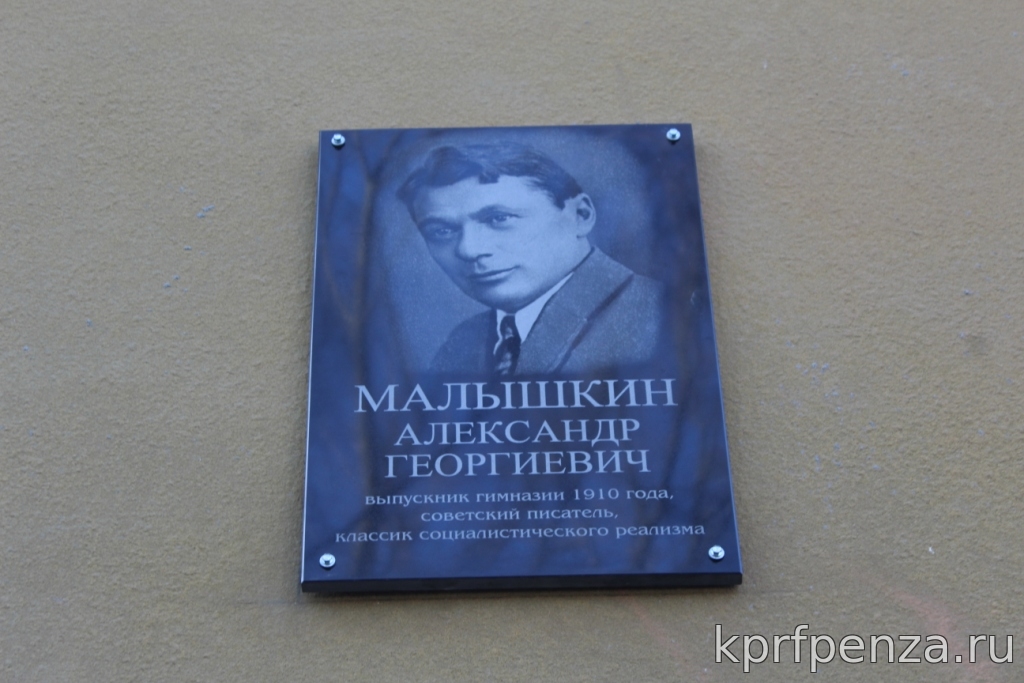 МАЛЫШКИН
АЛЕКСАНДР
ГЕОРГИЕВИЧ
выпускник гимназии 1910 года,
советский писатель,
классик социалистического реализма
kprfpenza.ru